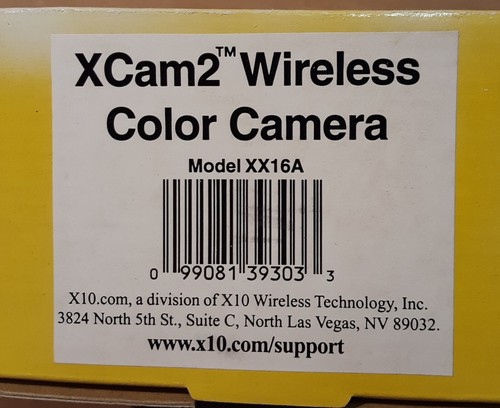 XCam2™ Wireless
Color Camera
Model XX16A
0 99081 39303 3
X10.com, a division of X10 Wireless Technology, Inc.
3824 North 5th St., Suite C, North Las Vegas, NV 89032.
www.x10.com/support